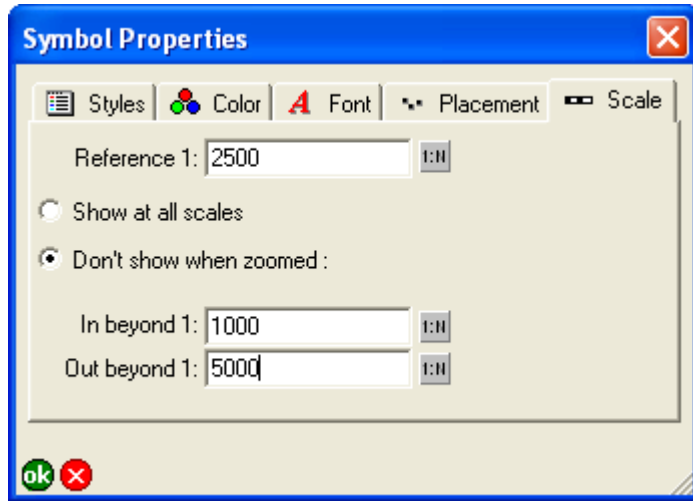 Symbol Properties
Styles Color A Font Placement Scale
Reference 1: 2500 1:N
Show at all scales
Don't show when zoomed :
In beyond 1: 1000 1:N
Out beyond 1: 5000 1:N
ok